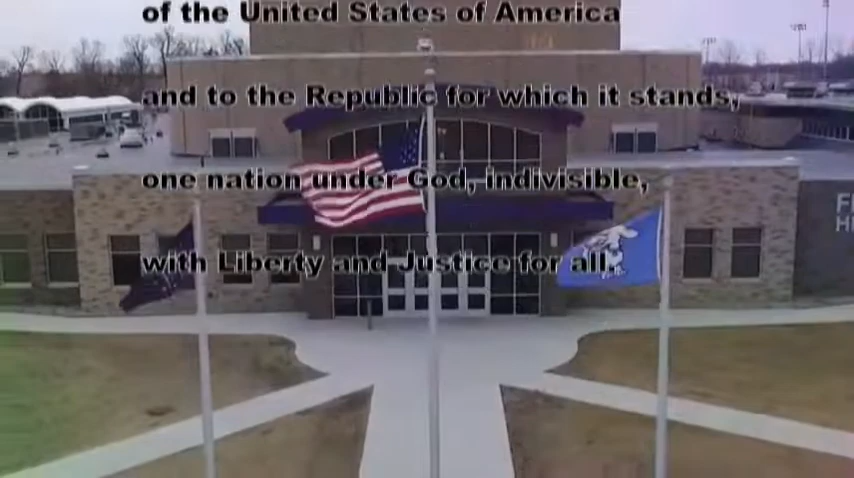 of the United States of America
and to the Republic for which it stands,
one nation under God, indivisible,
with Liberty and Justice for all.